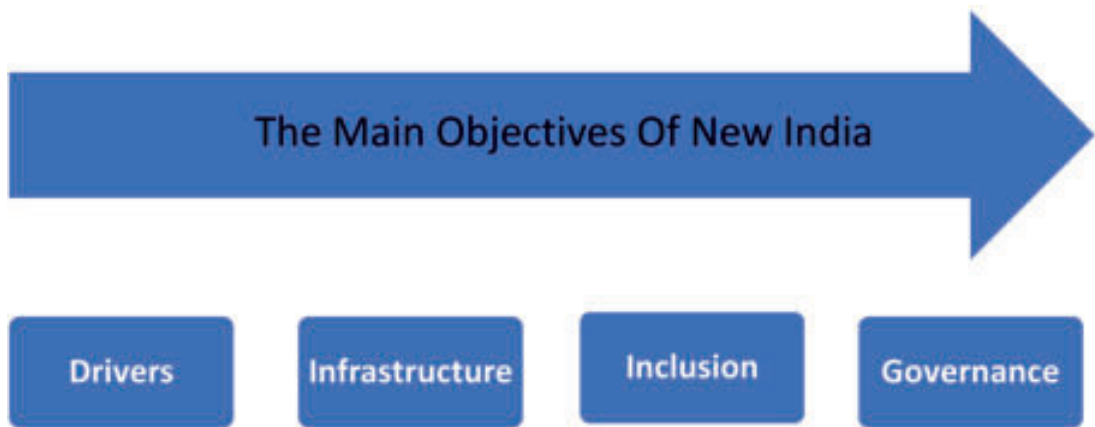 The Main Objectives Of New India
Drivers
Infrastructure
Inclusion
Governance